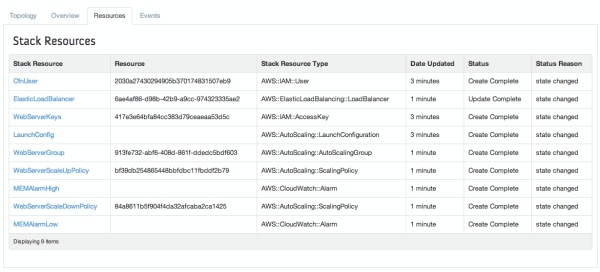 Topology Overview Resources Events
Stack Resources
Stack Resource Resource Stack Resource Type Date Updated Status Status Reason
CfnUser 2030a27430294905b370174831507eb9 AWS::IAM::User 3 minutes Create Complete state changed
ElasticLoadBalancer 6ae4af86-d98b-42b9-a9cc-974323335ae2 AWS::ElasticLoadBalancing::LoadBalancer 1 minute Update Complete state changed
WebServerKeys 417e3e64bfa84cc383d79ceaeaa53d5c AWS::IAM::AccessKey 3 minutes Create Complete state changed
LaunchConfig AWS::AutoScaling::LaunchConfiguration 3 minutes Create Complete state changed
WebServerGroup 913fe732-abf6-408d-861f-ddedc5bdf603 AWS::AutoScaling::AutoScalingGroup 1 minute Create Complete state changed
WebServerScaleUpPolicy bf39db254865448bbfdbc11fbddf2b79 AWS::AutoScaling::ScalingPolicy 1 minute Create Complete state changed
MEMAlarmHigh AWS::CloudWatch::Alarm 1 minute Create Complete state changed
WebServerScaleDownPolicy 84a8611b5f904f4da32afcaba2ca1425 AWS::AutoScaling::ScalingPolicy 1 minute Create Complete state changed
MEMAlarmLow AWS::CloudWatch::Alarm 1 minute Create Complete state changed
Displaying 9 items